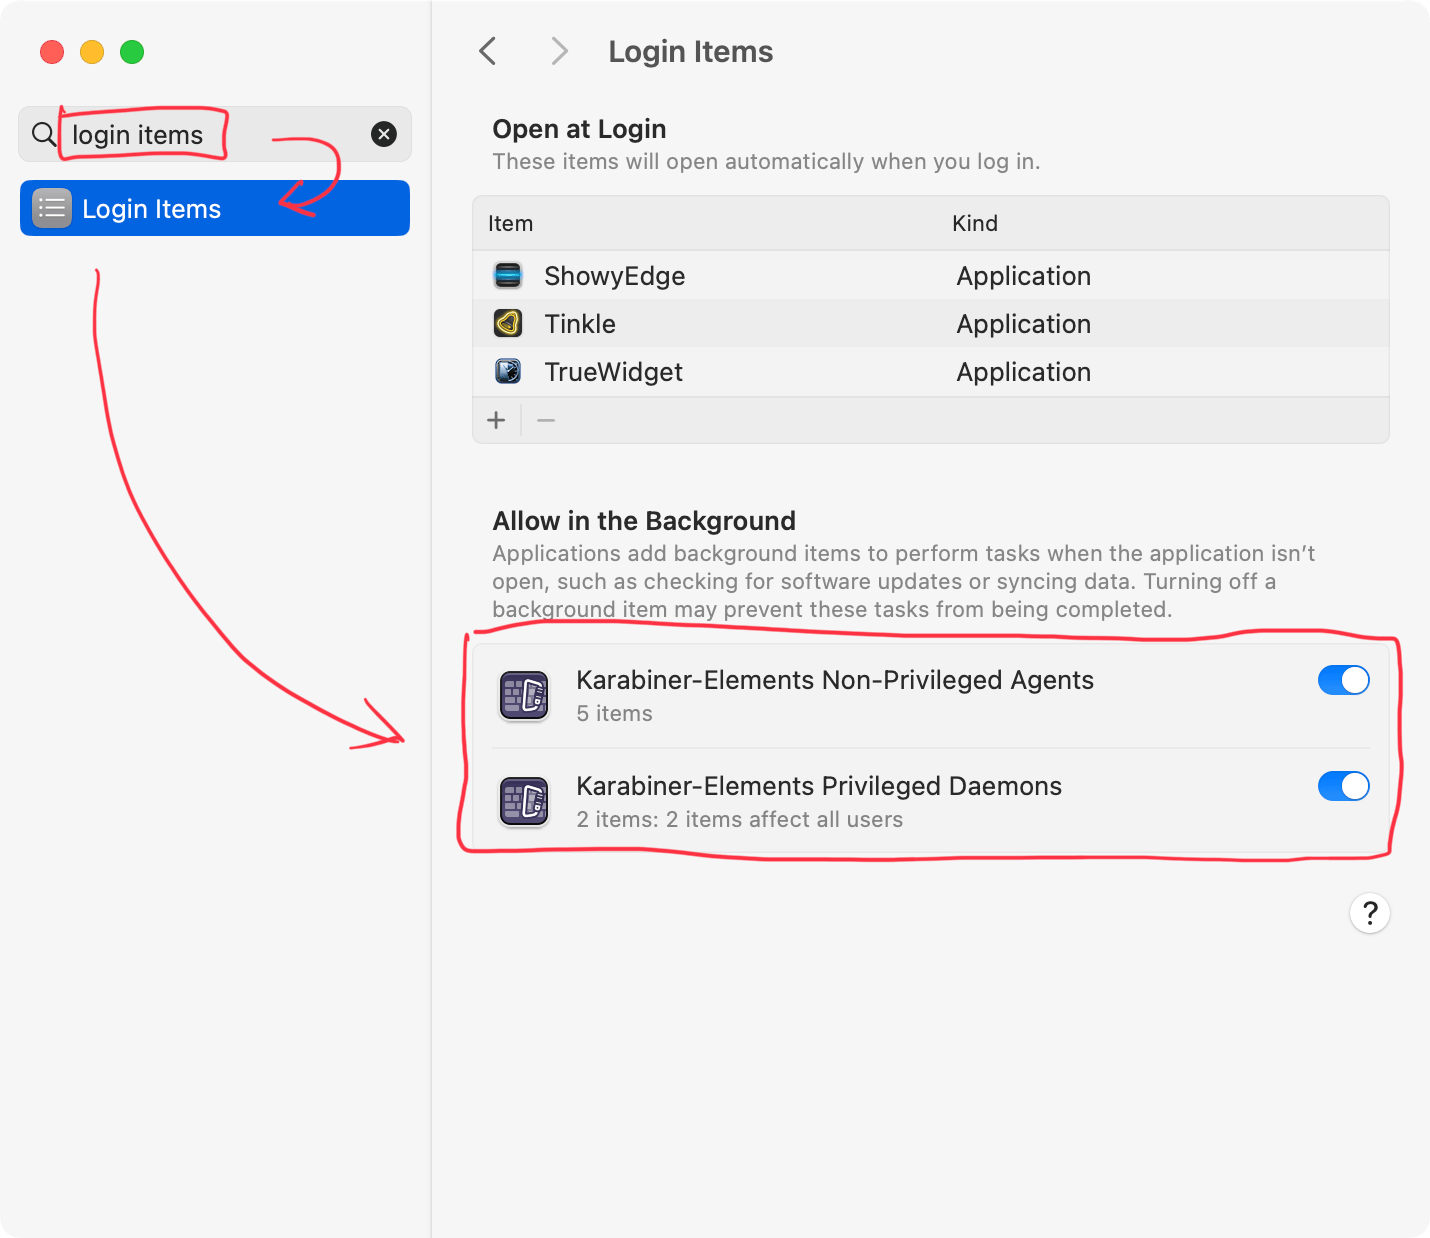 login items
Login Items
Login Items
Open at Login
These items will open automatically when you log in.
Item Kind
ShowyEdge Application
Tinkle Application
TrueWidget Application
Allow in the Background
Applications add background items to perform tasks when the application isn’t
open, such as checking for software updates or syncing data. Turning off a
background item may prevent these tasks from being completed.
Karabiner-Elements Non-Privileged Agents
5 items
Karabiner-Elements Privileged Daemons
2 items: 2 items affect all users
?